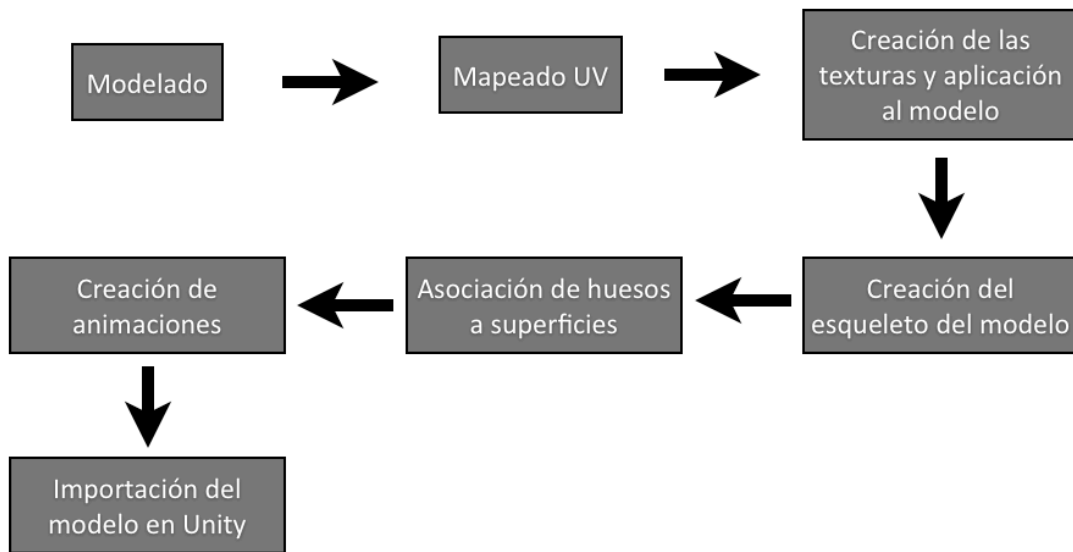 Modelado
Mapeado UV
Creación de las
texturas y aplicación
al modelo
Creación del
esqueleto del modelo
Asociación de huesos
a superficies
Creación de
animaciones
Importación del
modelo en Unity